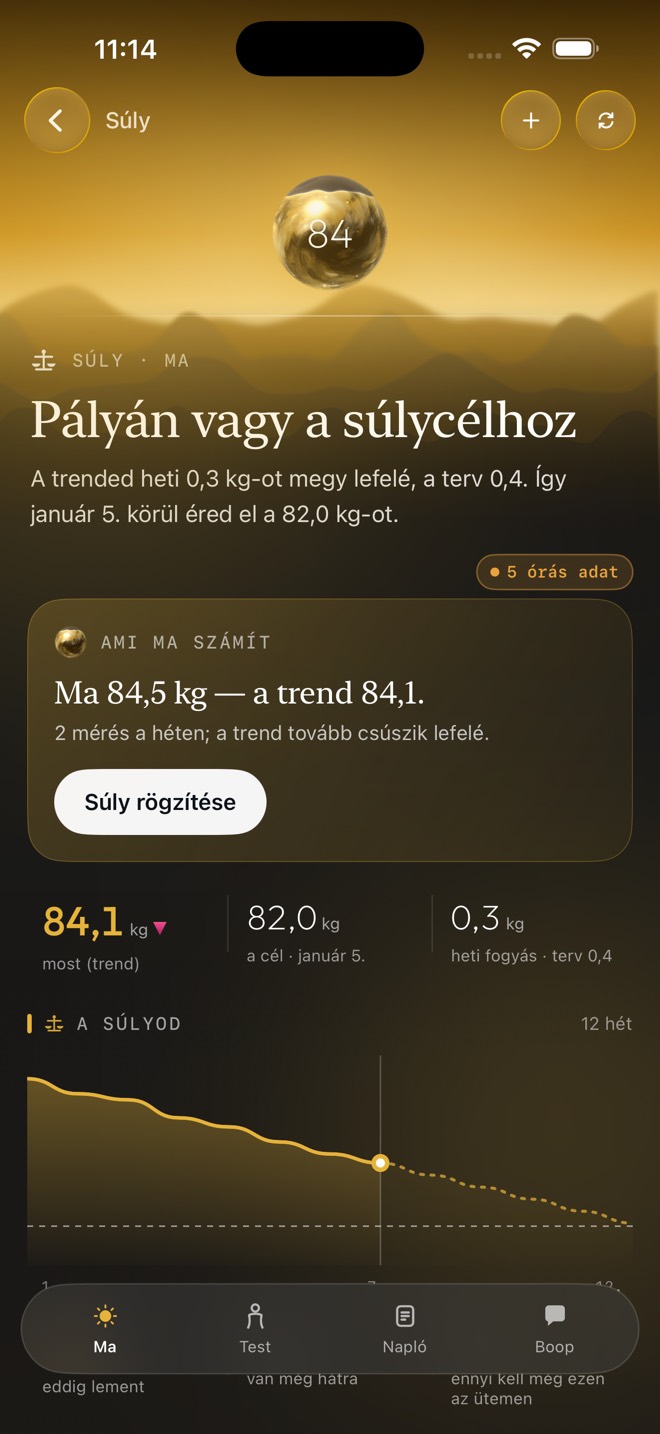 11:14
Súly
84
SÚLY · MA
Pályán vagy a súlycélhoz
A trended heti 0,3 kg-ot megy lefelé, a terv 0,4. Így
január 5. körül éred el a 82,0 kg-ot.
5 órás adat
AMI MA SZÁMÍT
Ma 84,5 kg — a trend 84,1.
2 mérés a héten; a trend tovább csúszik lefelé.
Súly rögzítése
84,1 kg
82,0 kg
0,3 kg
most (trend)
a cél · január 5.
heti fogyás · terv 0,4
A SÚLYOD
12 hét
Ma
Test
Napló
Boop
eddig lement
van még hátra
ennyi kell még ezen
az ütemen